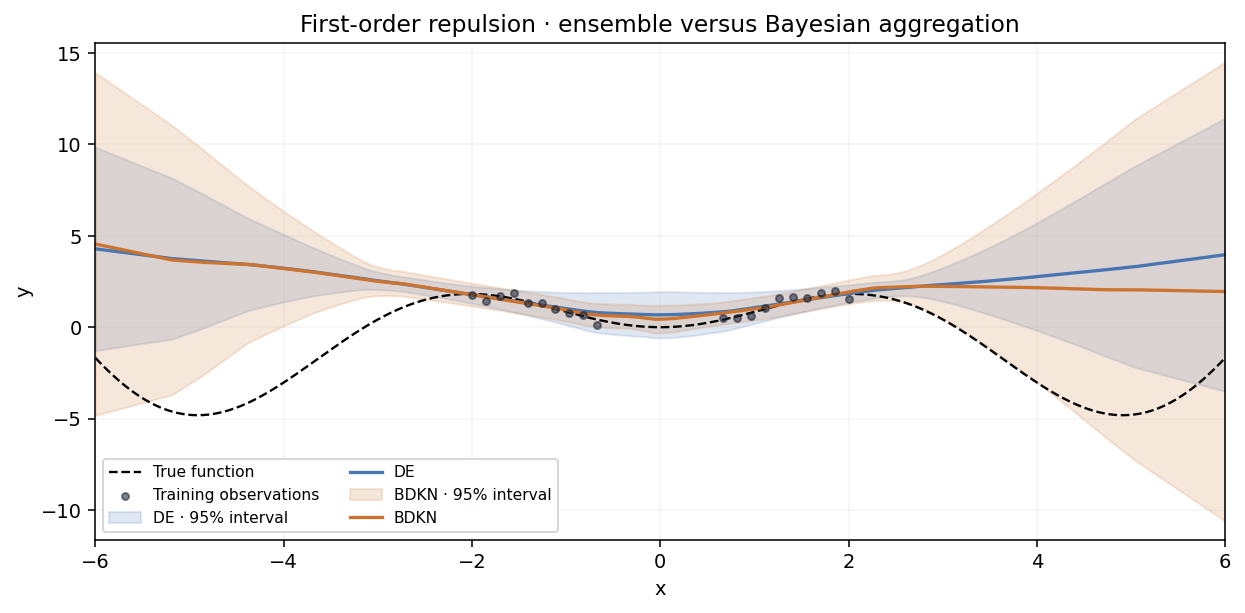 First-order repulsion · ensemble versus Bayesian aggregation
15
10
5
0
−5
−10
y
True function
Training observations
DE · 95% interval
DE
BDKN · 95% interval
BDKN
−6 −4 −2 0 2 4 6
x